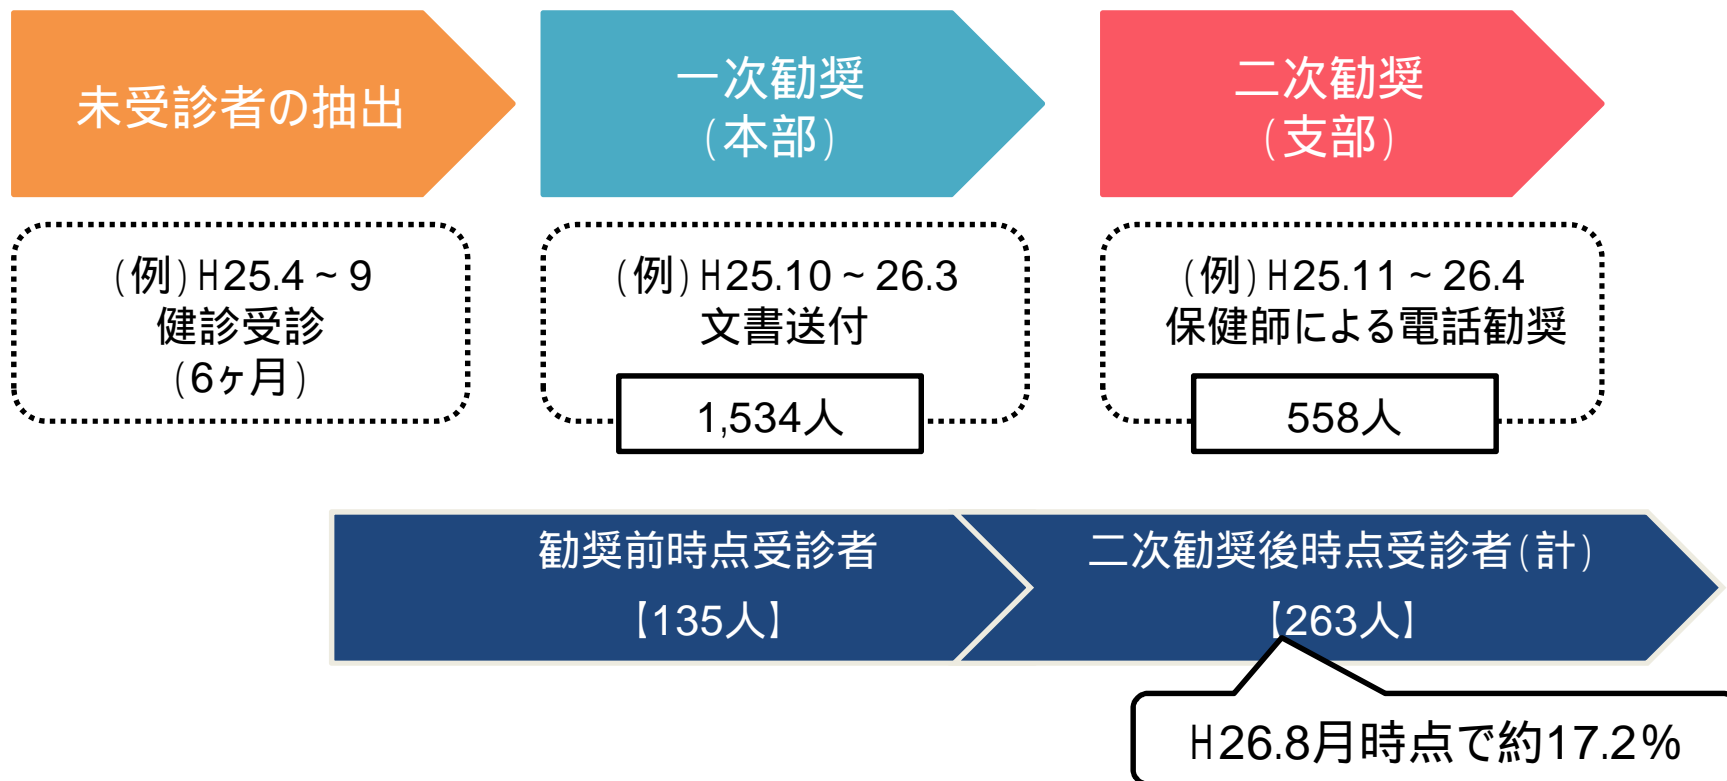 未受診者の抽出
一次勧奨
(本部)
二次勧奨
(支部)
(例)H25.4~9
健診受診
(6ヶ月)
(例)H25.10~26.3
文書送付
1,534人
(例)H25.11~26.4
保健師による電話勧奨
558人
勧奨前時点受診者
【135人】
二次勧奨後時点受診者(計)
【263人】
H26.8月時点で約17.2%